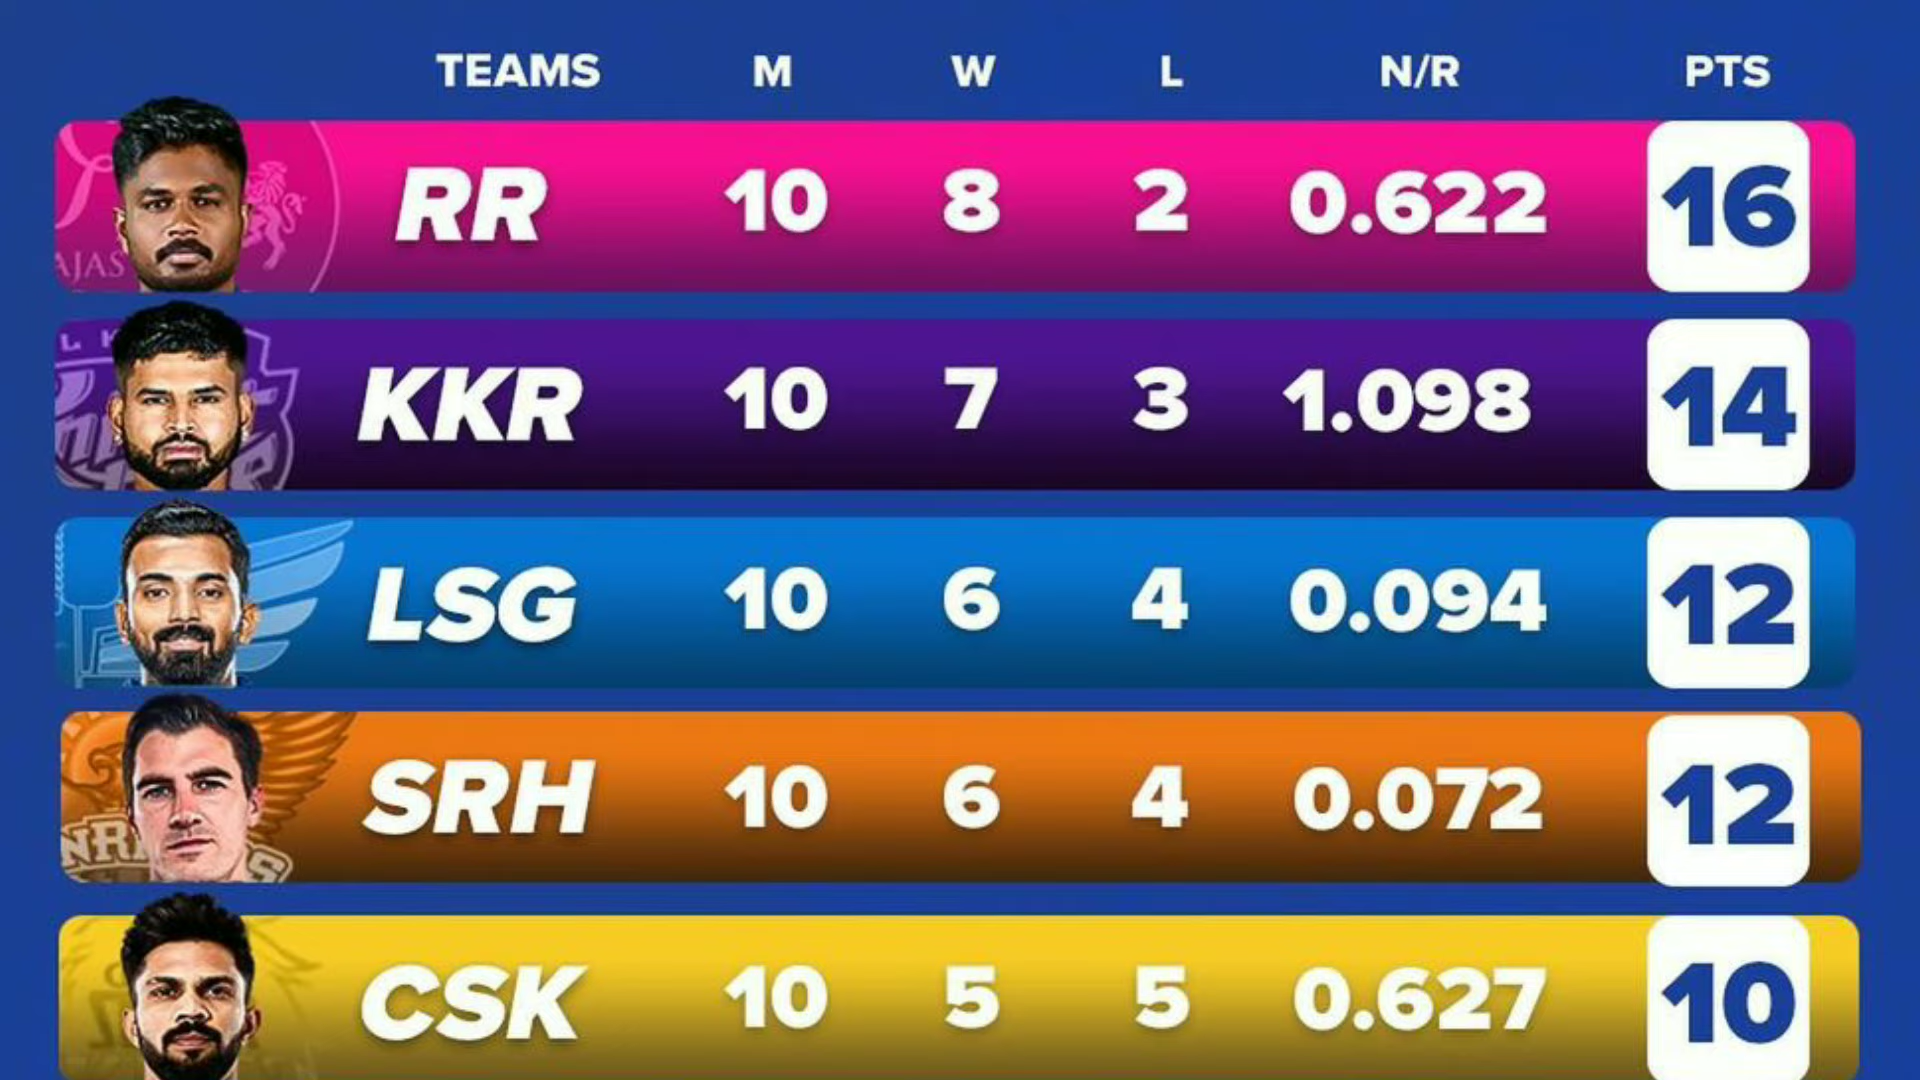 TEAMS M W L N/R PTS
RR 10 8 2 0.622 16
KKR 10 7 3 1.098 14
LSG 10 6 4 0.094 12
SRH 10 6 4 0.072 12
CSK 10 5 5 0.627 10